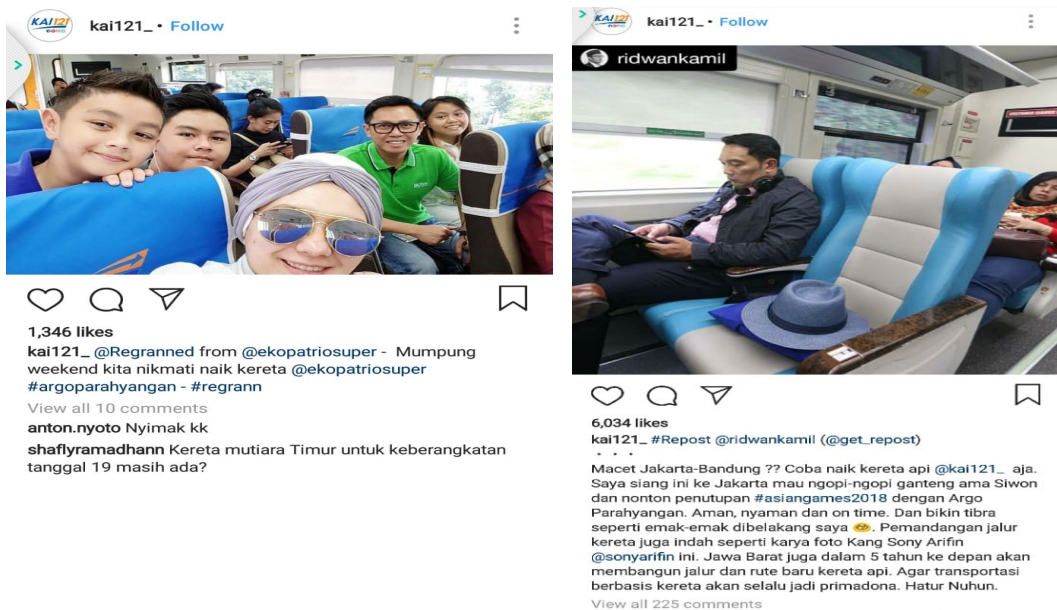 KAI121
kai121_ • Follow
1,346 likes
kai121_ @Regranned from @ekopatriosuper - Mumpung
weekend kita nikmati naik kereta @ekopatriosuper
#argoparahyangan - #regrann
View all 10 comments
anton.nyoto Nyimak kk
shaflyramadhann Kereta mutiara Timur untuk keberangkatan
tanggal 19 masih ada?
KAI121
kai121_ • Follow
ridwankamil
6,034 likes
kai121_ #Repost @ridwankamil (@get_repost)
• • •
Macet Jakarta-Bandung ?? Coba naik kereta api @kai121_ aja.
Saya siang ini ke Jakarta mau ngopi-ngopi ganteng ama Siwon
dan nonton penutupan #asiangames2018 dengan Argo
Parahyangan. Aman, nyaman dan on time. Dan bikin tibra
seperti emak-emak dibelakang saya 🙈. Pemandangan jalur
kereta juga indah seperti karya foto Kang Sony Arifin
@sonyarifin ini. Jawa Barat juga dalam 5 tahun ke depan akan
membangun jalur dan rute baru kereta api. Agar transportasi
berbasis kereta akan selalu jadi primadona. Hatur Nuhun.
View all 225 comments